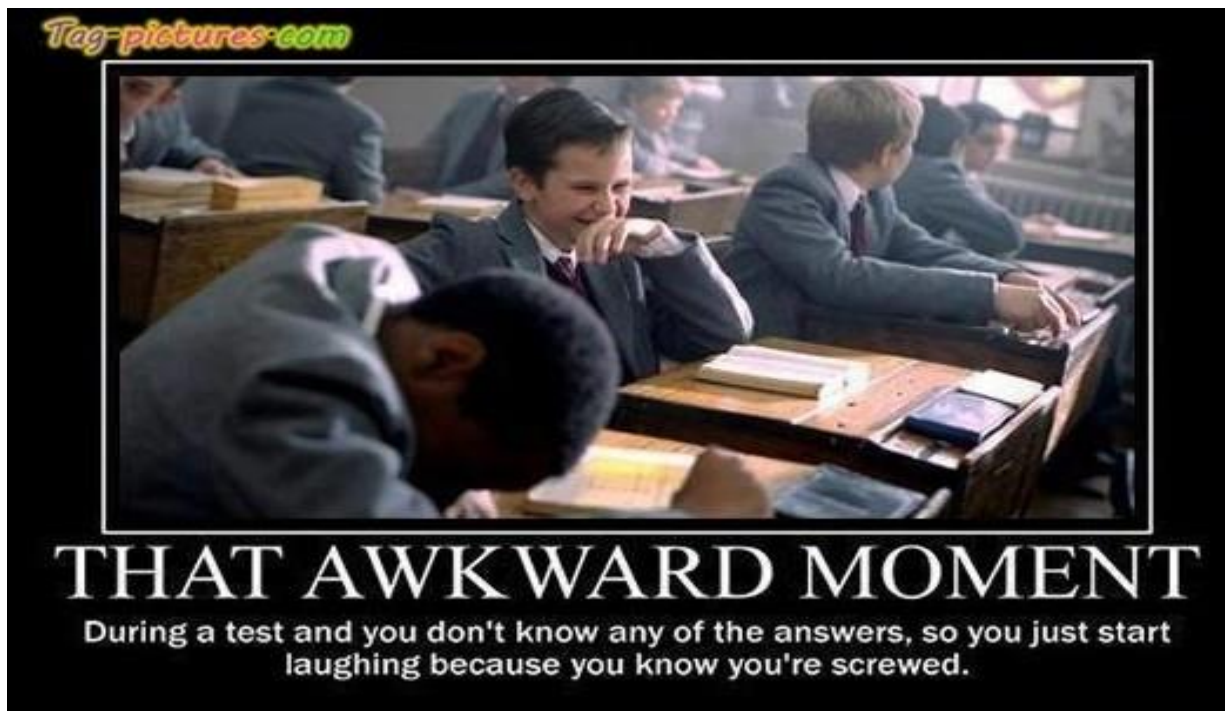 Tag-pictures.com
THAT AWKWARD MOMENT
During a test and you don't know any of the answers, so you just start
laughing because you know you're screwed.